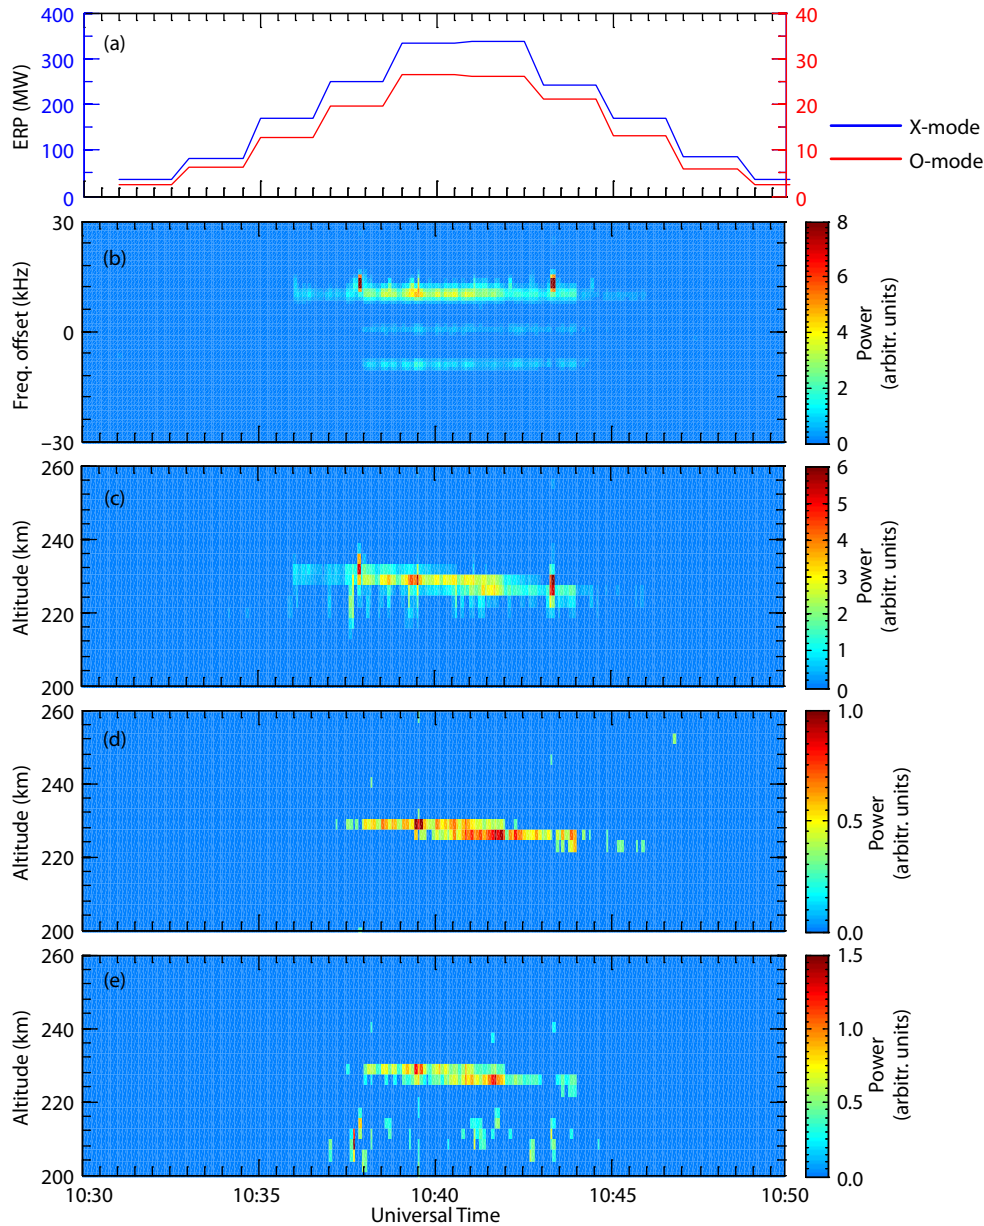 400
300
200
100
0
ERP (MW)
(a)
40
30
20
10
0
X-mode
O-mode
30
0
−30
Freq. offset (kHz)
(b)
8
6
4
2
0
Power
(arbitr. units)
260
240
220
200
Altitude (km)
(c)
6
5
4
3
2
1
0
Power
(arbitr. units)
260
240
220
200
Altitude (km)
(d)
1.0
0.5
0.0
Power
(arbitr. units)
260
240
220
200
Altitude (km)
(e)
1.5
1.0
0.5
0.0
Power
(arbitr. units)
10:30 10:35 10:40 10:45 10:50
Universal Time